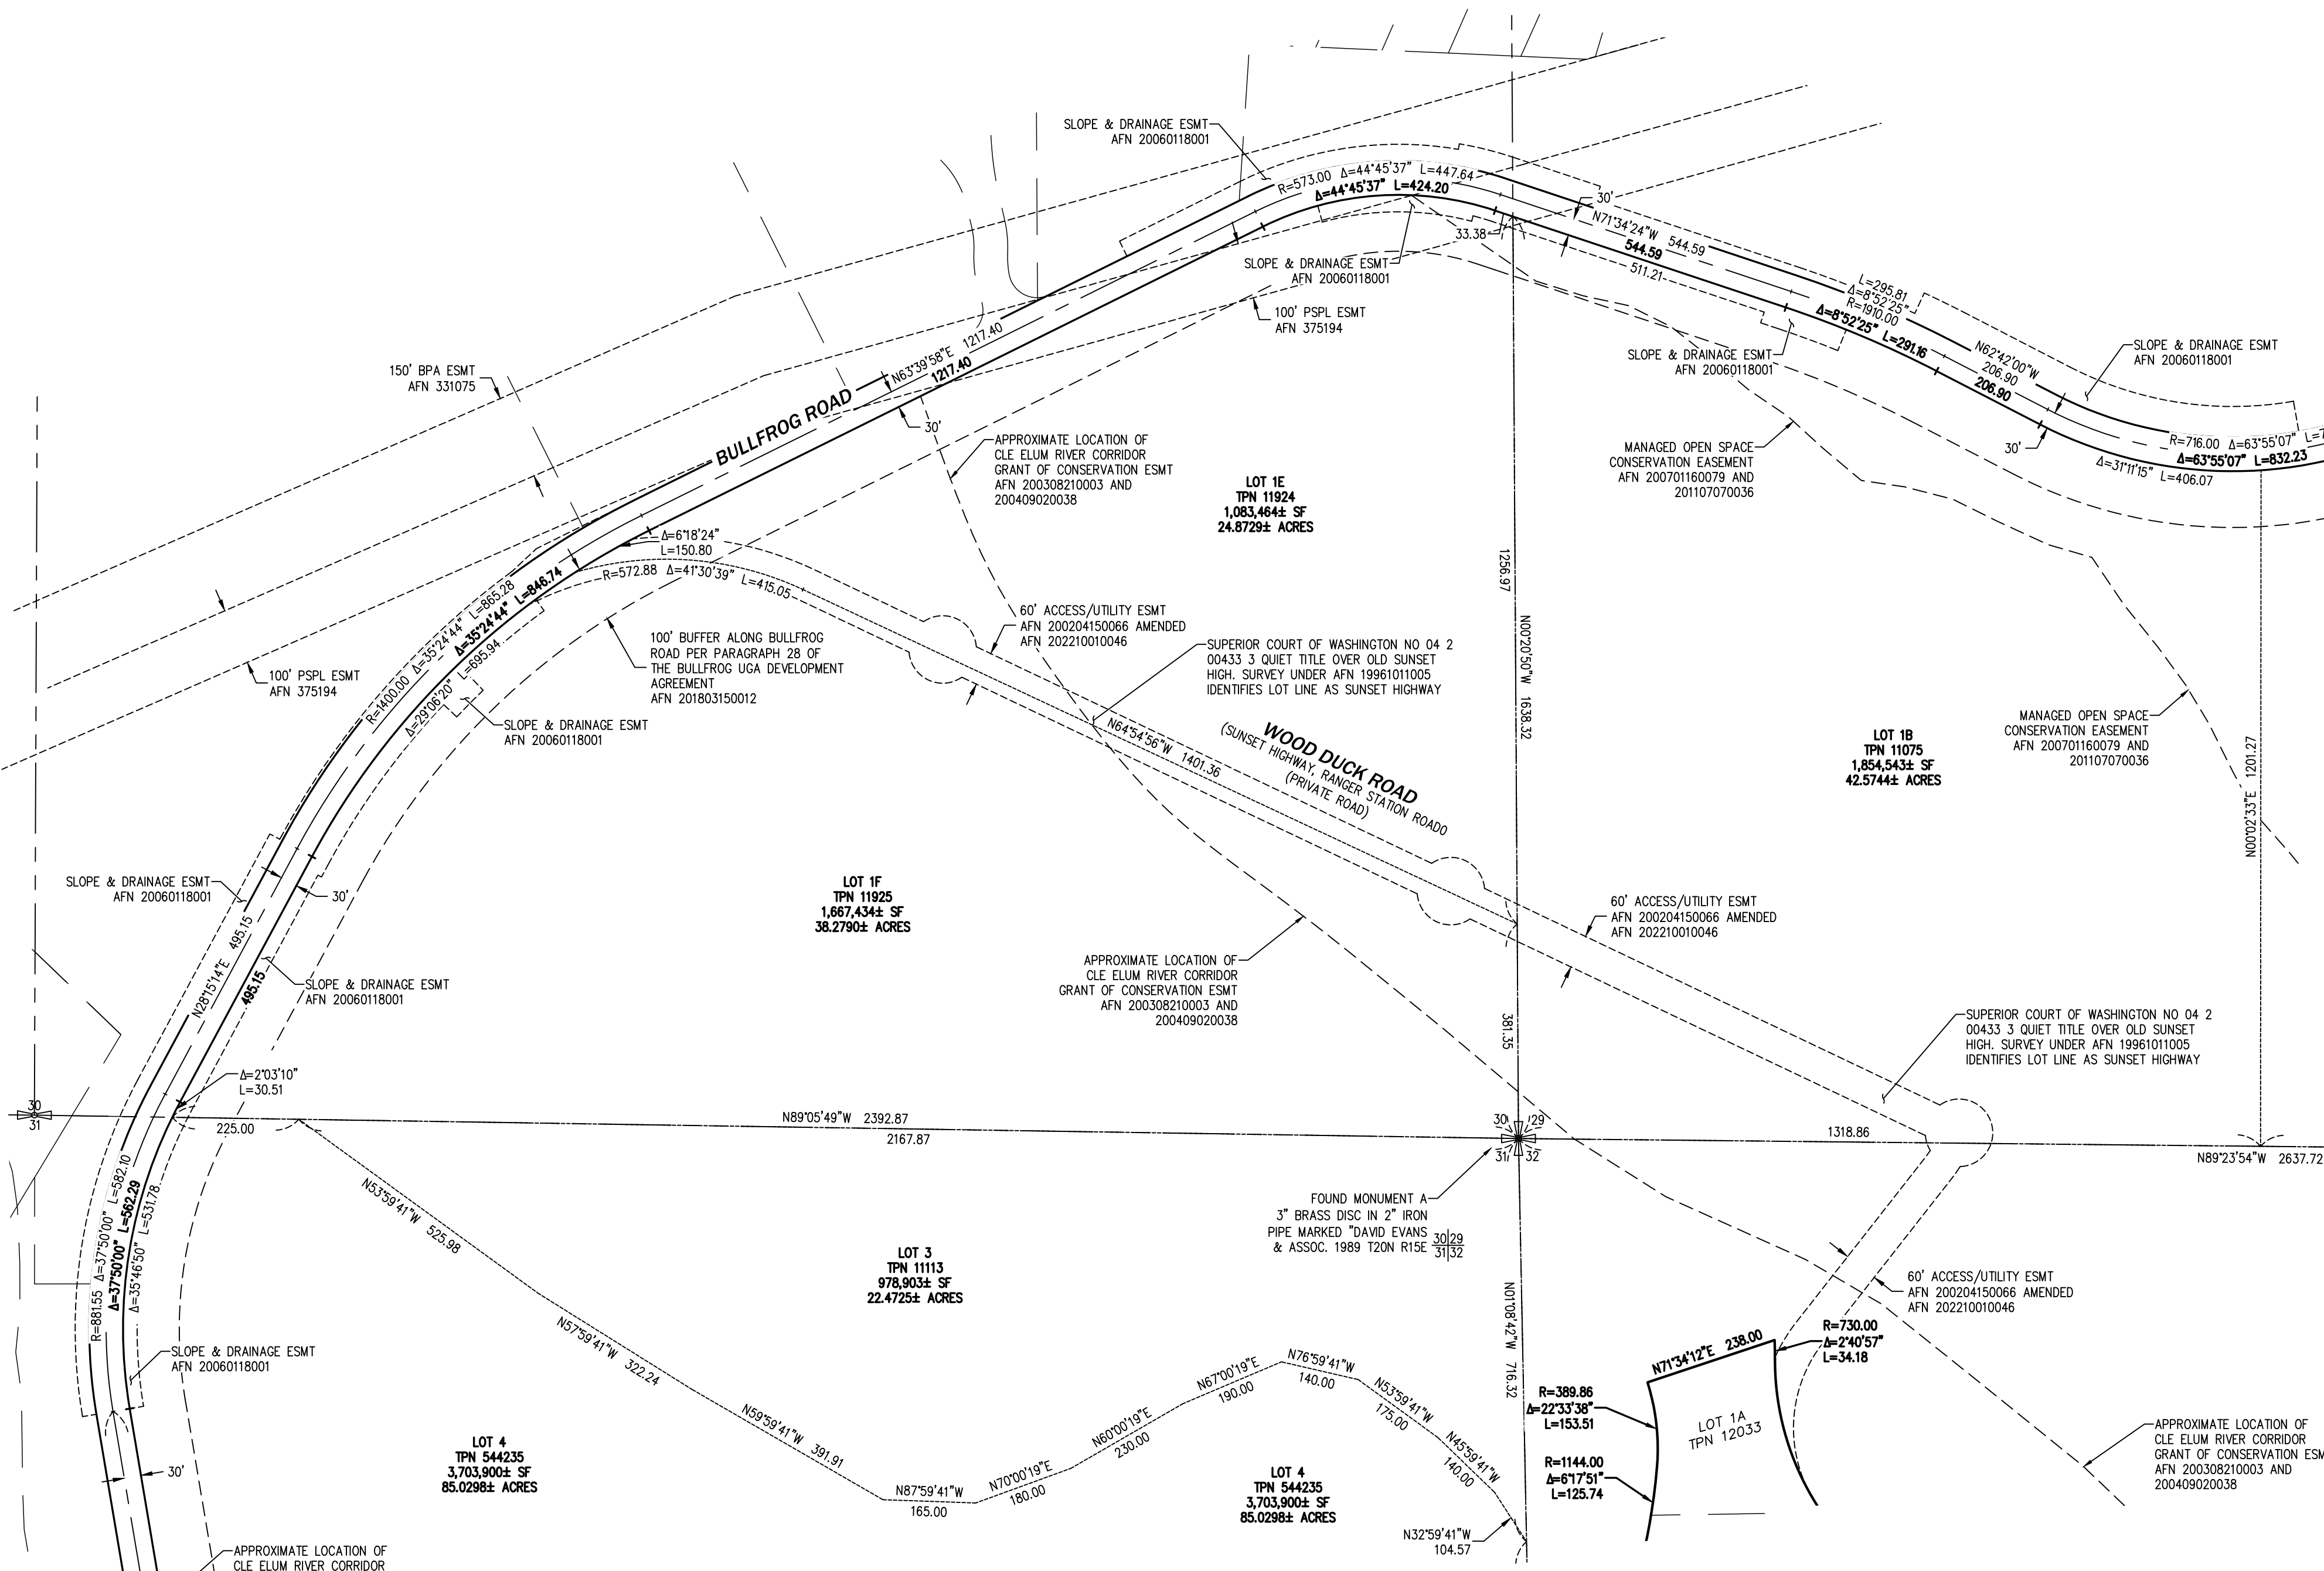 SLOPE & DRAINAGE ESMT
AFN 20060118001
R=573.00 Δ=44°45'37" L=447.64
Δ=44°45'37" L=424.20
33.38
30'
N71°34'24"W 544.59
544.59
511.21
SLOPE & DRAINAGE ESMT
AFN 20060118001
100' PSPL ESMT
AFN 375194
L=295.81
Δ=8°52'25"
R=1910.00
Δ=8°52'25" L=291.16
SLOPE & DRAINAGE ESMT
AFN 20060118001
N62°42'00"W
206.90
206.90
SLOPE & DRAINAGE ESMT
AFN 20060118001
R=716.00 Δ=63°55'07" L=7
Δ=63°55'07" L=832.23
Δ=31°11'15" L=406.07
30'
150' BPA ESMT
AFN 331075
N63°39'58"E 1217.40
1217.40
BULLFROG ROAD
30'
APPROXIMATE LOCATION OF
CLE ELUM RIVER CORRIDOR
GRANT OF CONSERVATION ESMT
AFN 200308210003 AND
200409020038
LOT 1E
TPN 11924
1,083,464± SF
24.8729± ACRES
MANAGED OPEN SPACE
CONSERVATION EASEMENT
AFN 200701160079 AND
201107070036
Δ=6°18'24"
L=150.80
R=572.88 Δ=41°30'39" L=415.05
Δ=35°24'44" L=846.74
R=1400.00 Δ=35°24'44" L=865.28
Δ=29°06'20" L=695.94
100' PSPL ESMT
AFN 375194
100' BUFFER ALONG BULLFROG
ROAD PER PARAGRAPH 28 OF
THE BULLFROG UGA DEVELOPMENT
AGREEMENT
AFN 201803150012
SLOPE & DRAINAGE ESMT
AFN 20060118001
60' ACCESS/UTILITY ESMT
AFN 200204150066 AMENDED
AFN 202210010046
SUPERIOR COURT OF WASHINGTON NO 04 2
00433 3 QUIET TITLE OVER OLD SUNSET
HIGH. SURVEY UNDER AFN 19961011005
IDENTIFIES LOT LINE AS SUNSET HIGHWAY
1256.97
N00°20'50"W 1638.32
N64°54'56"W 1401.36
WOOD DUCK ROAD
(SUNSET HIGHWAY, RANGER STATION ROAD0
(PRIVATE ROAD)
LOT 1B
TPN 11075
1,854,543± SF
42.5744± ACRES
MANAGED OPEN SPACE
CONSERVATION EASEMENT
AFN 200701160079 AND
201107070036
N00°02'33"E 1201.27
SLOPE & DRAINAGE ESMT
AFN 20060118001
30'
LOT 1F
TPN 11925
1,667,434± SF
38.2790± ACRES
60' ACCESS/UTILITY ESMT
AFN 200204150066 AMENDED
AFN 202210010046
N28°15'14"E 495.15
495.15
SLOPE & DRAINAGE ESMT
AFN 20060118001
APPROXIMATE LOCATION OF
CLE ELUM RIVER CORRIDOR
GRANT OF CONSERVATION ESMT
AFN 200308210003 AND
200409020038
381.35
SUPERIOR COURT OF WASHINGTON NO 04 2
00433 3 QUIET TITLE OVER OLD SUNSET
HIGH. SURVEY UNDER AFN 19961011005
IDENTIFIES LOT LINE AS SUNSET HIGHWAY
Δ=2°03'10"
L=30.51
30
31
225.00
N89°05'49"W 2392.87
2167.87
30 29
31 32
1318.86
N89°23'54"W 2637.72
R=881.55 Δ=37°50'00" L=582.10
Δ=37°50'00" L=562.29
Δ=35°46'50" L=531.78
N53°59'41"W 525.98
FOUND MONUMENT A
3" BRASS DISC IN 2" IRON
PIPE MARKED "DAVID EVANS
& ASSOC. 1989 T20N R15E
30|29
31|32
LOT 3
TPN 11113
978,903± SF
22.4725± ACRES
60' ACCESS/UTILITY ESMT
AFN 200204150066 AMENDED
AFN 202210010046
N57°59'41"W 322.24
SLOPE & DRAINAGE ESMT
AFN 20060118001
N01°08'42"W 716.32
N71°34'12"E 238.00
R=730.00
Δ=2°40'57"
L=34.18
R=389.86
Δ=22°33'38"
L=153.51
LOT 1A
TPN 12033
R=1144.00
Δ=6°17'51"
L=125.74
N59°59'41"W 391.91
N87°59'41"W
165.00
N70°00'19"E
180.00
N60°00'19"E
230.00
N67°00'19"E
190.00
N76°59'41"W
140.00
N53°59'41"W
175.00
N45°59'41"W
140.00
N32°59'41"W
104.57
LOT 4
TPN 544235
3,703,900± SF
85.0298± ACRES
LOT 4
TPN 544235
3,703,900± SF
85.0298± ACRES
30'
APPROXIMATE LOCATION OF
CLE ELUM RIVER CORRIDOR
GRANT OF CONSERVATION ESM
AFN 200308210003 AND
200409020038
APPROXIMATE LOCATION OF
CLE ELUM RIVER CORRIDOR